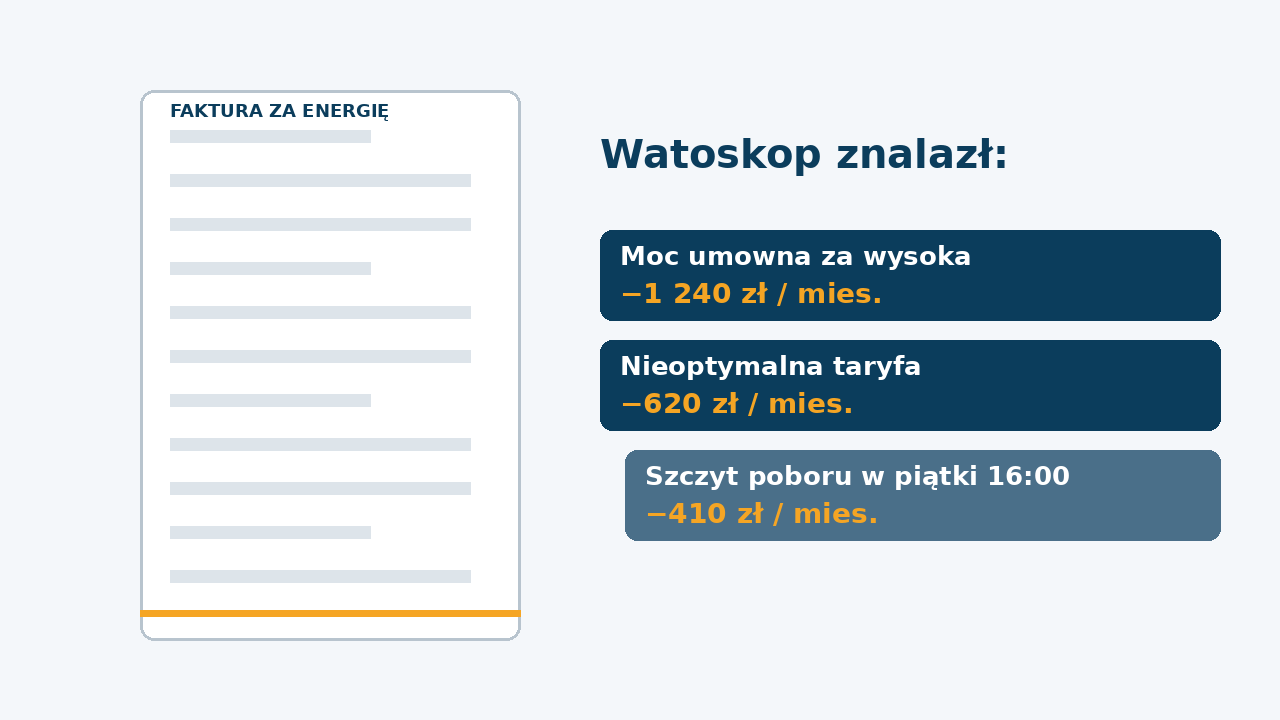 FAKTURA ZA ENERGIĘ
Watoskop znalazł:
Moc umowna za wysoka
−1 240 zł / mies.
Nieoptymalna taryfa
−620 zł / mies.
Szczyt poboru w piątki 16:00
−410 zł / mies.